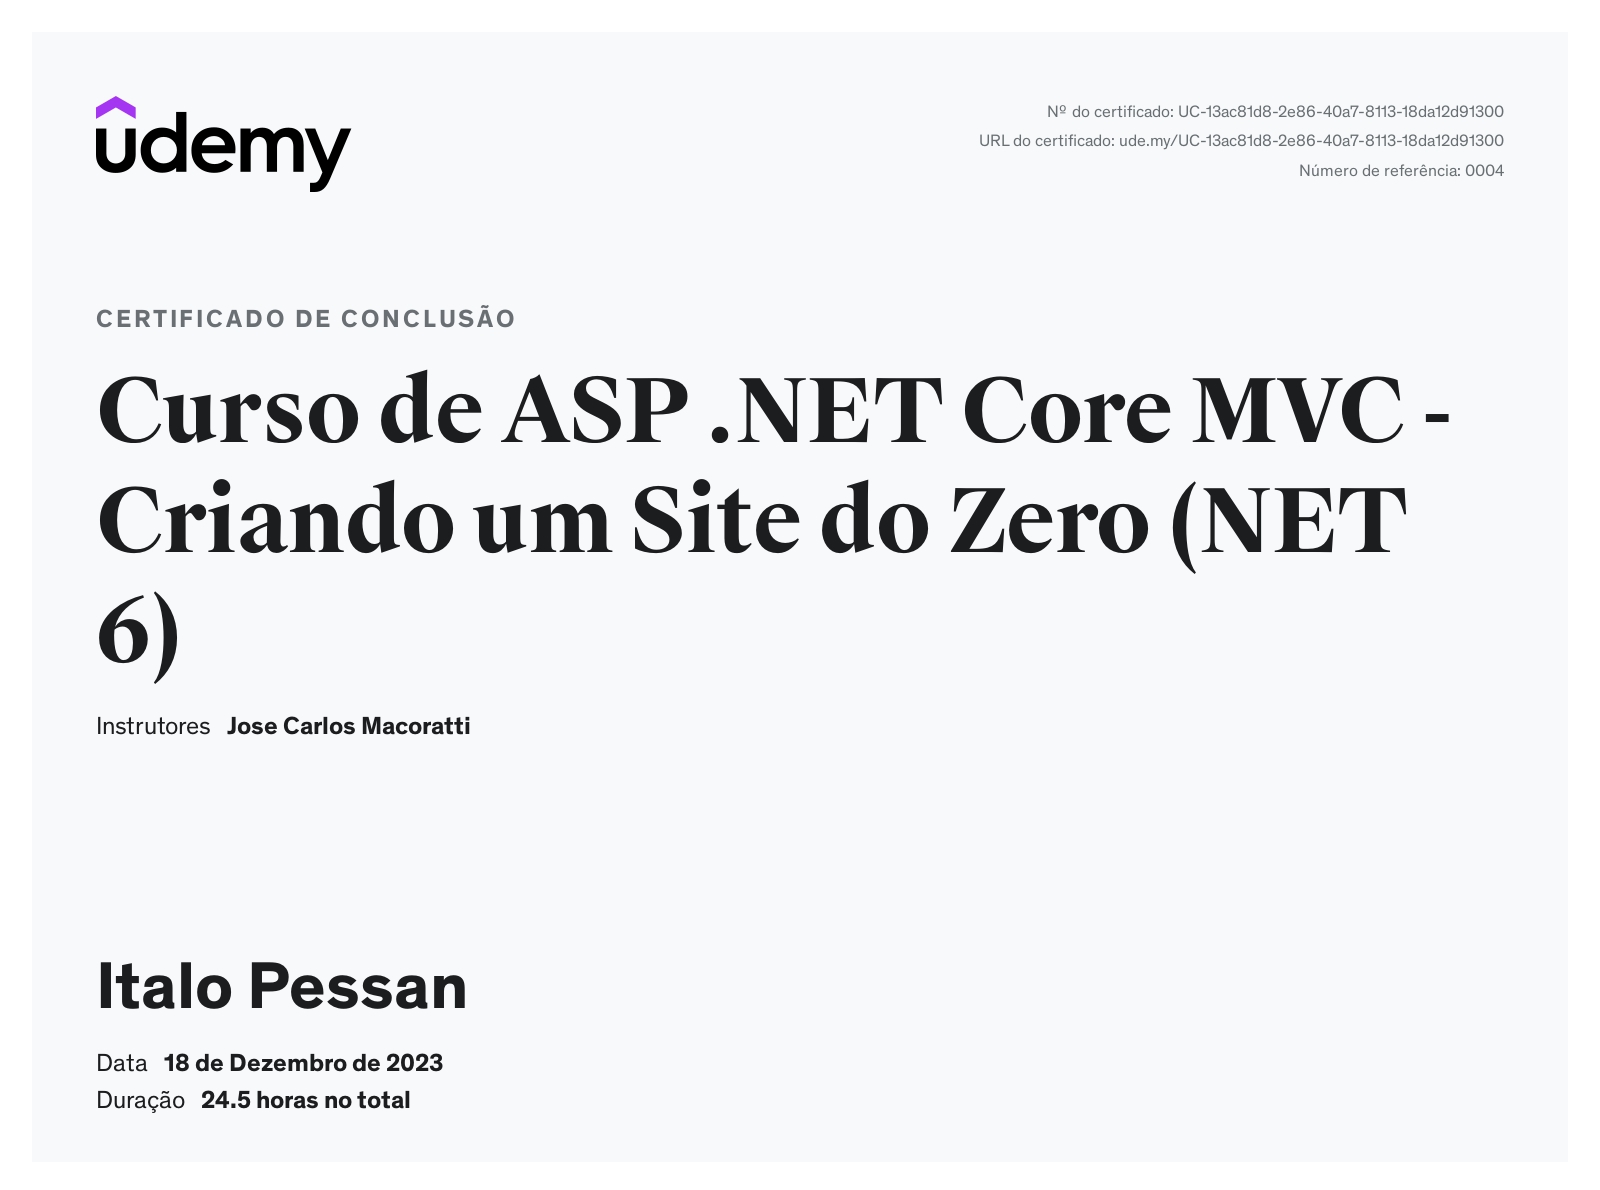 udemy
Nº do certificado: UC-13ac81d8-2e86-40a7-8113-18da12d91300
URL do certificado: ude.my/UC-13ac81d8-2e86-40a7-8113-18da12d91300
Número de referência: 0004
CERTIFICADO DE CONCLUSÃO
Curso de ASP .NET Core MVC -
Criando um Site do Zero (NET
6)
Instrutores Jose Carlos Macoratti
Italo Pessan
Data 18 de Dezembro de 2023
Duração 24.5 horas no total